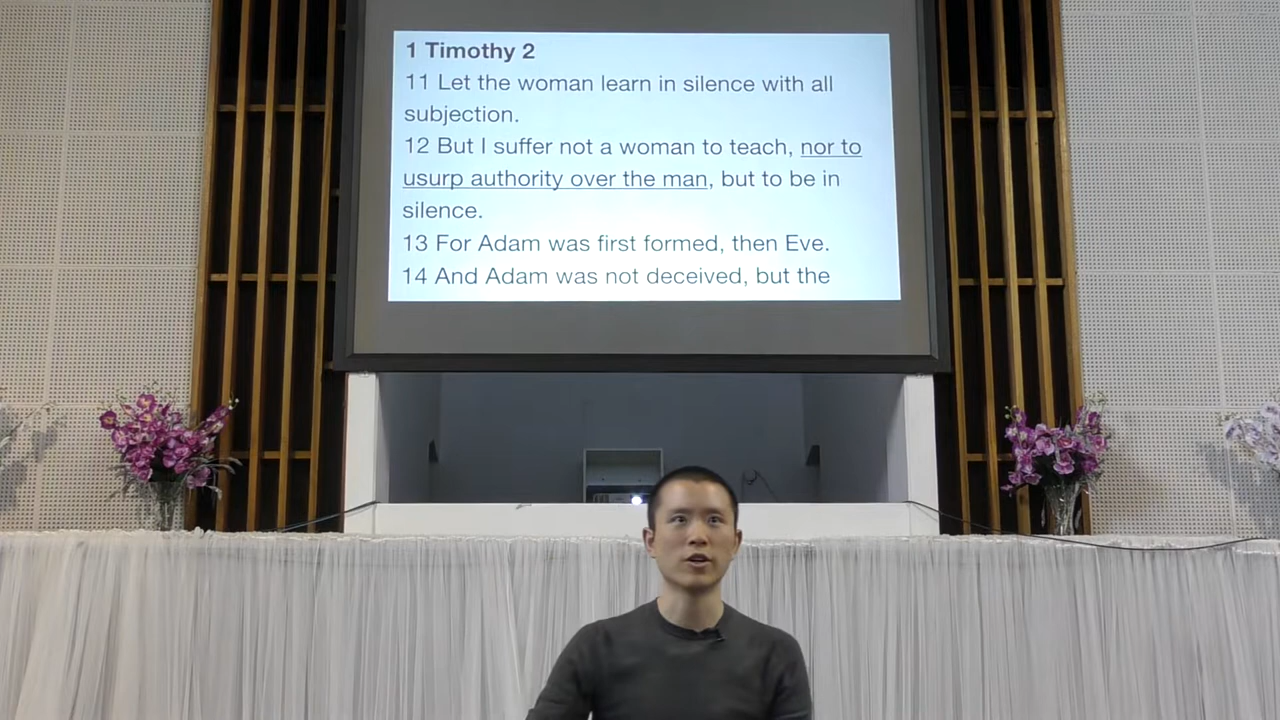 1 Timothy 2
11 Let the woman learn in silence with all
subjection.
12 But I suffer not a woman to teach, nor to
usurp authority over the man, but to be in
silence.
13 For Adam was first formed, then Eve.
14 And Adam was not deceived, but the